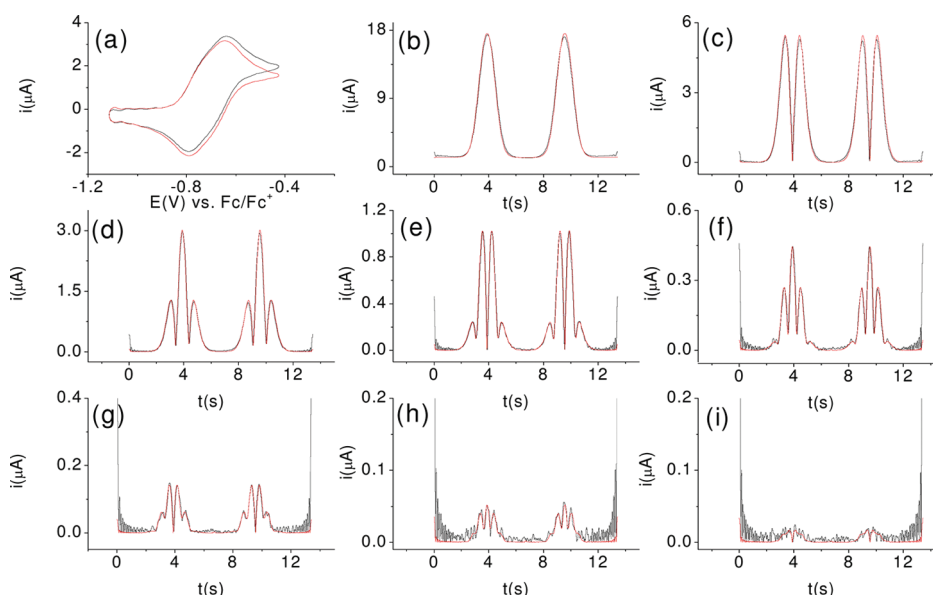 (a)
i(μA)
4
2
0
-2
-1.2 -0.8 -0.4
E(V) vs. Fc/Fc+
(b)
i(μA)
18
9
0
0 4 8 12
t(s)
(c)
i(μA)
6
3
0
0 4 8 12
t(s)
(d)
i(μA)
3.0
1.5
0.0
0 4 8 12
t(s)
(e)
i(μA)
1.2
0.8
0.4
0.0
0 4 8 12
t(s)
(f)
i(μA)
0.6
0.3
0.0
0 4 8 12
t(s)
(g)
i(μA)
0.4
0.2
0.0
0 4 8 12
t(s)
(h)
i(μA)
0.2
0.1
0.0
0 4 8 12
t(s)
(i)
i(μA)
0.2
0.1
0.0
0 4 8 12
t(s)